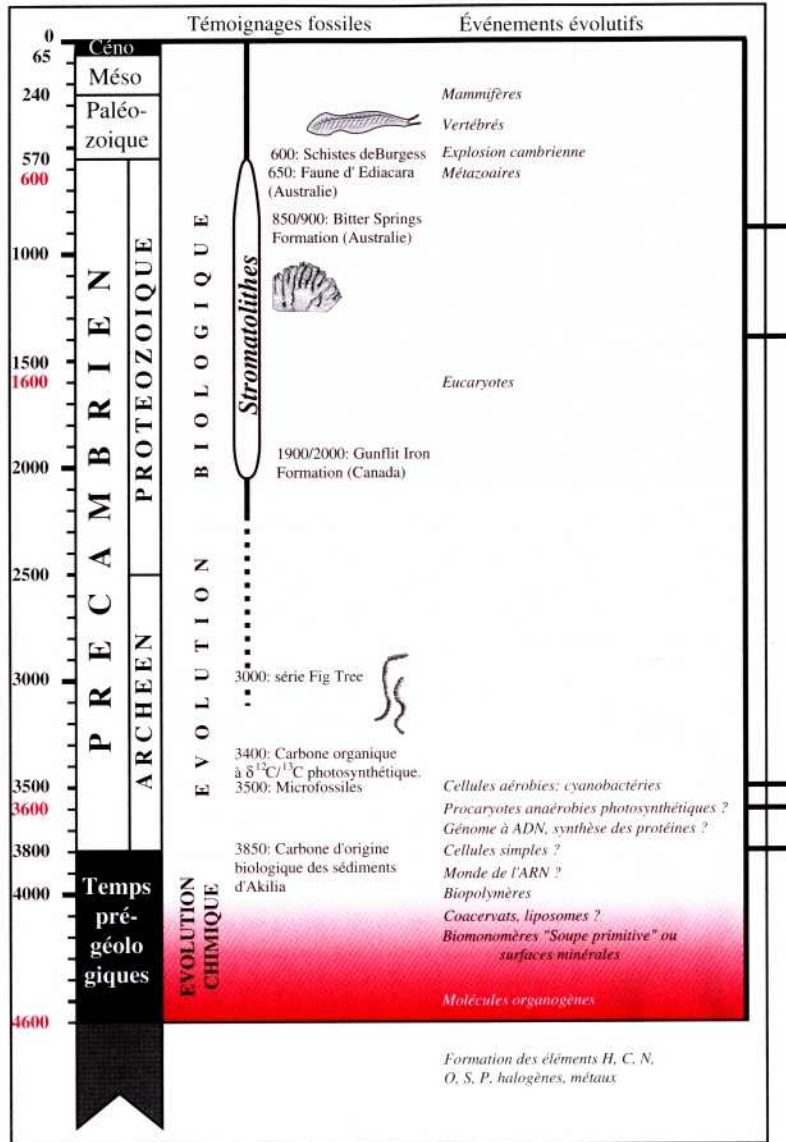 Témoignages fossiles
Événements évolutifs
0
65
240
570
600
1000
1500
1600
2000
2500
3000
3500
3600
3800
4000
4600
Céno
Méso
Paléo-
zoique
PRECAMBRIEN
PROTEOZOIQUE
ARCHEEN
Temps
pré-
géolo
giques
EVOLUTION BIOLOGIQUE
EVOLUTION
CHIMIQUE
Stromatolithes
600: Schistes deBurgess
650: Faune d' Ediacara
(Australie)
850/900: Bitter Springs
Formation (Australie)
1900/2000: Gunflit Iron
Formation (Canada)
3000: série Fig Tree
3400: Carbone organique
à δ¹²C/¹³C photosynthétique.
3500: Microfossiles
3850: Carbone d'origine
biologique des sédiments
d'Akilia
Mammifères
Vertébrés
Explosion cambrienne
Métazoaires
Eucaryotes
Cellules aérobies: cyanobactéries
Procaryotes anaérobies photosynthétiques ?
Génome à ADN, synthèse des protéines ?
Cellules simples ?
Monde de l'ARN ?
Biopolymères
Coacervats, liposomes ?
Biomonomères "Soupe primitive" ou
surfaces minérales
Molécules organogènes
Formation des éléments H, C, N,
O, S, P, halogènes, métaux